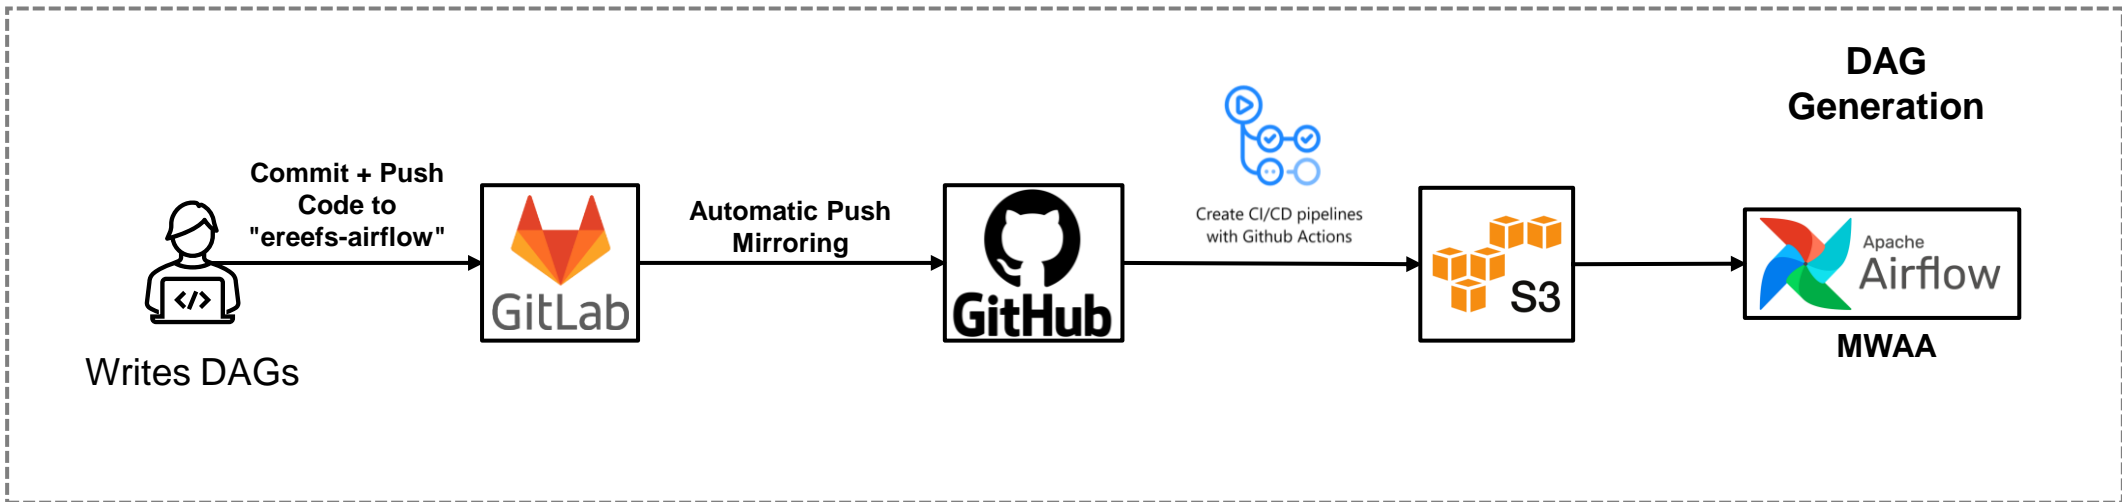 DAG
Generation
Commit + Push
Code to
"ereefs-airflow"
Automatic Push
Mirroring
Create CI/CD pipelines
with Github Actions
</>
GitLab
GitHub
S3
Apache
Airflow
MWAA
Writes DAGs